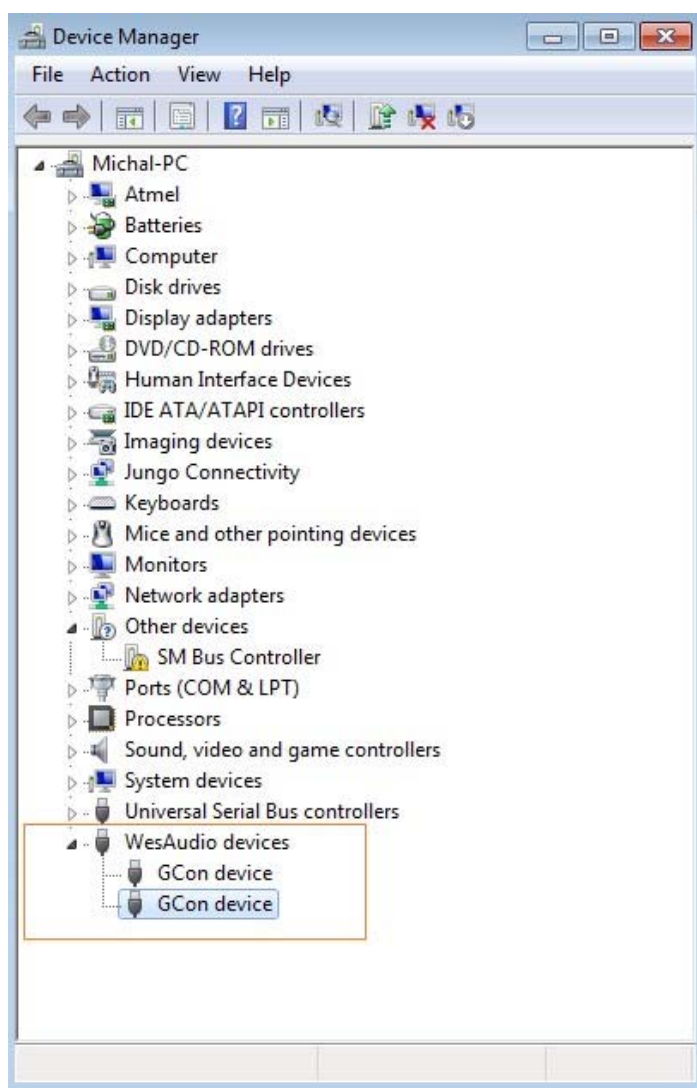 Device Manager
File Action View Help
Michal-PC
Atmel
Batteries
Computer
Disk drives
Display adapters
DVD/CD-ROM drives
Human Interface Devices
IDE ATA/ATAPI controllers
Imaging devices
Jungo Connectivity
Keyboards
Mice and other pointing devices
Monitors
Network adapters
Other devices
SM Bus Controller
Ports (COM & LPT)
Processors
Sound, video and game controllers
System devices
Universal Serial Bus controllers
WesAudio devices
GCon device
GCon device